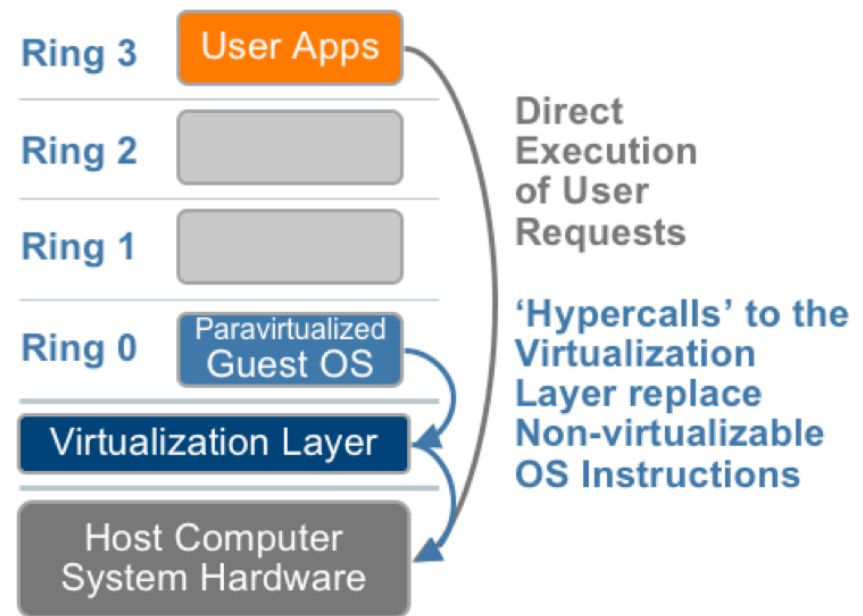 Ring 3
User Apps
Ring 2
Ring 1
Ring 0
Paravirtualized
Guest OS
Virtualization Layer
Host Computer
System Hardware
Direct
Execution
of User
Requests
‘Hypercalls’ to the
Virtualization
Layer replace
Non-virtualizable
OS Instructions